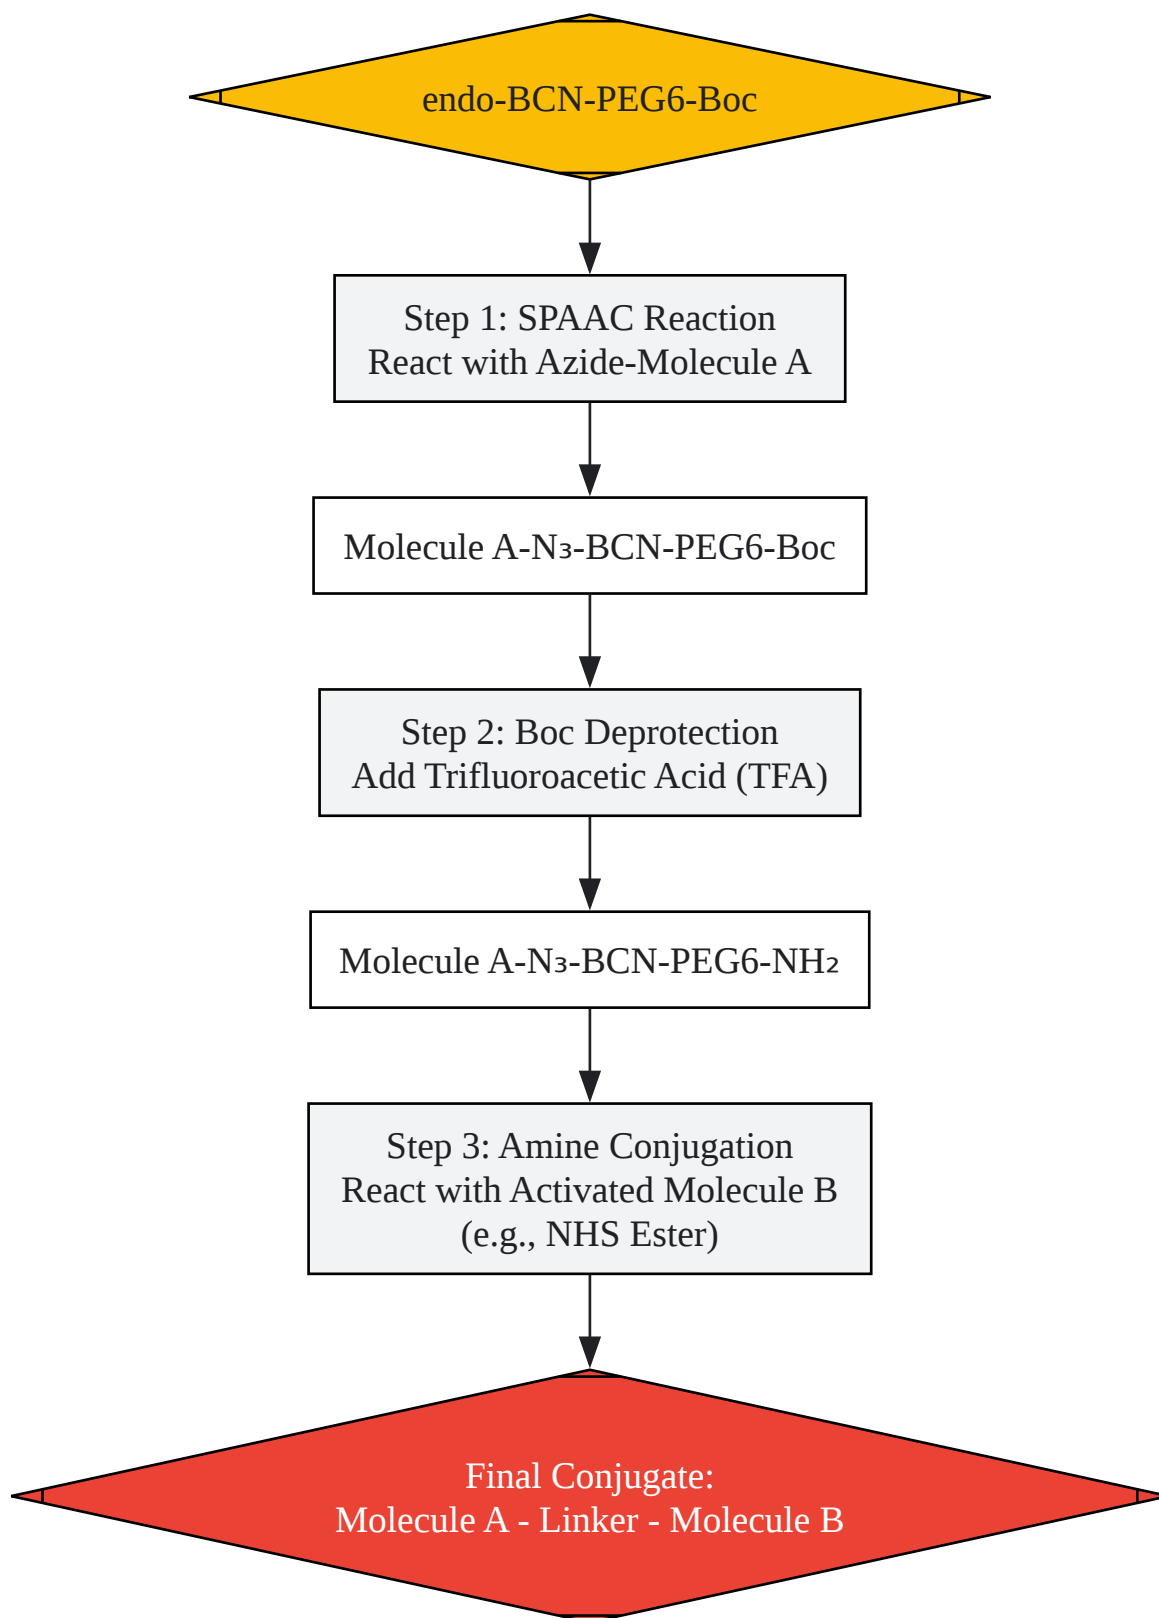 endo-BCN-PEG6-Boc
Step 1: SPAAC Reaction
React with Azide-Molecule A
Molecule A-N₃-BCN-PEG6-Boc
Step 2: Boc Deprotection
Add Trifluoroacetic Acid (TFA)
Molecule A-N₃-BCN-PEG6-NH₂
Step 3: Amine Conjugation
React with Activated Molecule B
(e.g., NHS Ester)
Final Conjugate:
Molecule A - Linker - Molecule B